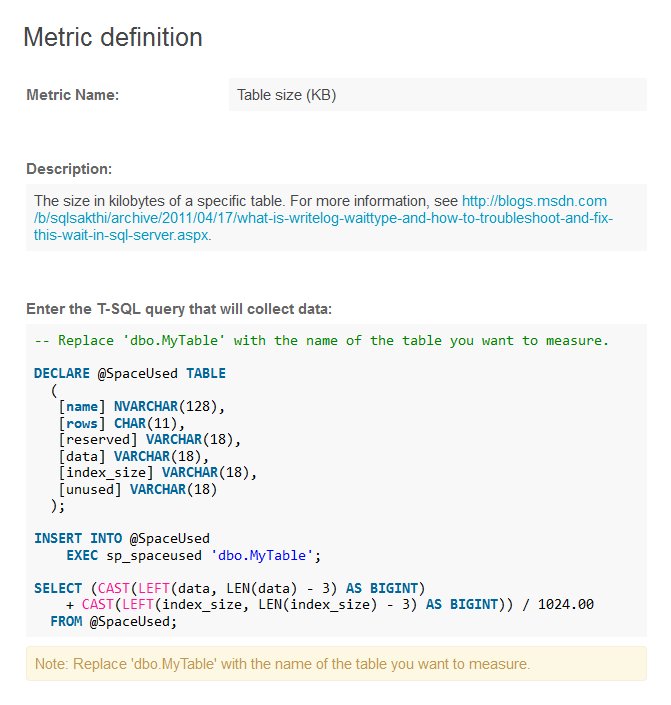 Metric definition
Metric Name:
Table size (KB)
Description:
The size in kilobytes of a specific table. For more information, see http://blogs.msdn.com
/b/sqlsakthi/archive/2011/04/17/what-is-writelog-waittype-and-how-to-troubleshoot-and-fix-
this-wait-in-sql-server.aspx.
Enter the T-SQL query that will collect data:
-- Replace 'dbo.MyTable' with the name of the table you want to measure.
DECLARE @SpaceUsed TABLE
(
[name] NVARCHAR(128),
[rows] CHAR(11),
[reserved] VARCHAR(18),
[data] VARCHAR(18),
[index_size] VARCHAR(18),
[unused] VARCHAR(18)
);
INSERT INTO @SpaceUsed
EXEC sp_spaceused 'dbo.MyTable';
SELECT (CAST(LEFT(data, LEN(data) - 3) AS BIGINT)
+ CAST(LEFT(index_size, LEN(index_size) - 3) AS BIGINT)) / 1024.00
FROM @SpaceUsed;
Note: Replace 'dbo.MyTable' with the name of the table you want to measure.